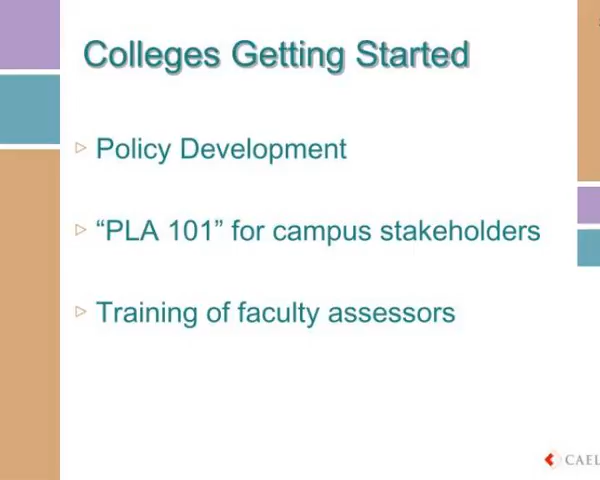 Colleges Getting Started
Policy Development
“PLA 101” for campus stakeholders
Training of faculty assessors
CAEL